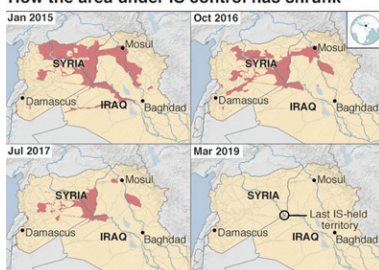 How the area under IS control has shrunk
Jan 2015
Mosul
SYRIA
Damascus
IRAQ
Baghdad
Oct 2016
Mosul
SYRIA
Damascus
IRAQ
Baghdad
Jul 2017
Mosul
SYRIA
Damascus
IRAQ
Baghdad
Mar 2019
Mosul
SYRIA
Last IS-held
territory
Damascus
IRAQ
Baghdad